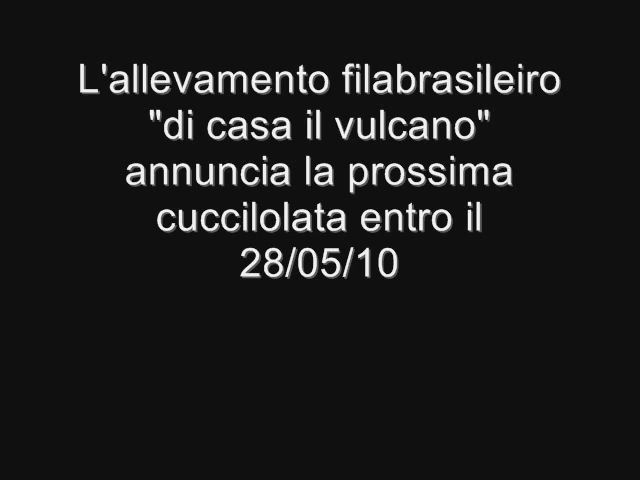 L'allevamento filabrasileiro
"di casa il vulcano"
annuncia la prossima
cuccilolata entro il
28/05/10